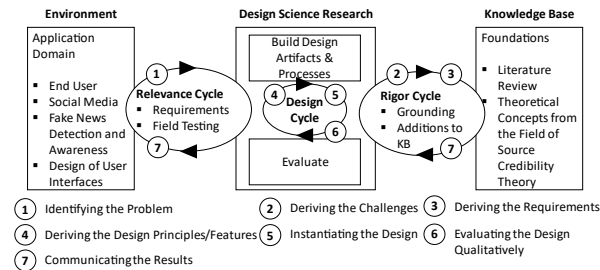 Environment
Design Science Research
Knowledge Base
Application
Domain
▪ End User
▪ Social Media
▪ Fake News
Detection and
Awareness
▪ Design of User
Interfaces
1
Relevance Cycle
▪ Requirements
▪ Field Testing
7
Build Design
Artifacts &
Processes
4
5
Design
Cycle
6
Evaluate
2
3
Rigor Cycle
▪ Grounding
▪ Additions to
KB
7
Foundations
▪ Literature
Review
▪ Theoretical
Concepts from
the Field of
Source
Credibility
Theory
1 Identifying the Problem
2 Deriving the Challenges
3 Deriving the Requirements
4 Deriving the Design Principles/Features
5 Instantiating the Design
6 Evaluating the Design
Qualitatively
7 Communicating the Results